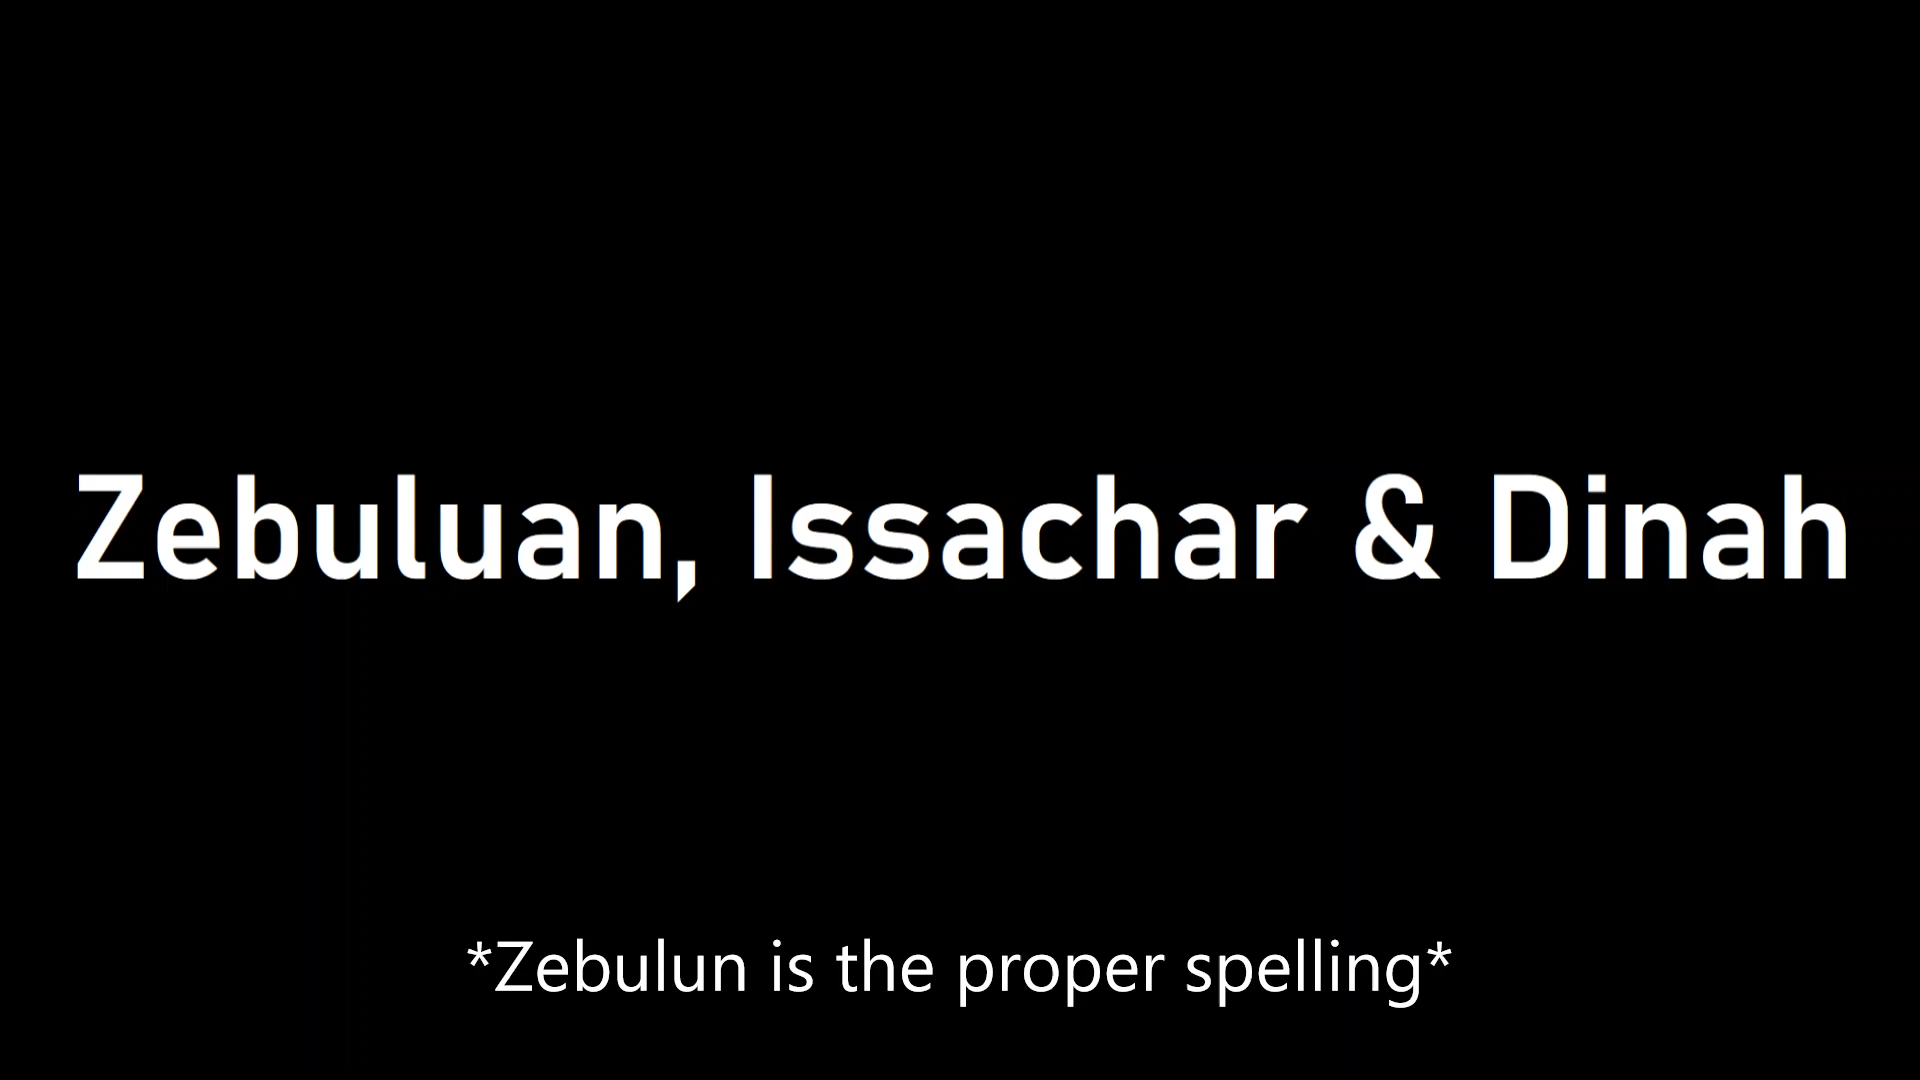 Zebuluan, Issachar & Dinah
*Zebulun is the proper spelling*